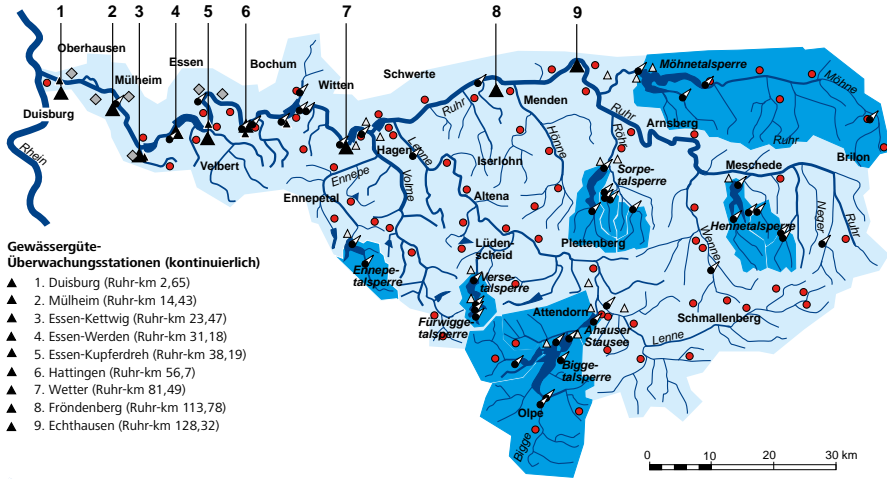 1
2
3
4
5
6
7
8
9
Oberhausen
Mülheim
Essen
Bochum
Witten
Schwerte
Duisburg
Rhein
Velbert
Hagen
Ruhr
Lenne
Menden
Hönne
Ruhr
Röhr
Möhnetalsperre
Möhne
Arnsberg
Ruhr
Brilon
Meschede
Iserlohn
Ennepe
Ennepetal
Volme
Altena
Sorpe-
talsperre
Hennetalsperre
Neger
Ruhr
Wenne
Plettenberg
Lüden-
scheid
Ennepe-
talsperre
Verse-
talsperre
Fürwigge-
talsperre
Attendorn
Ahauser
Stausee
Bigge-
talsperre
Schmallenberg
Lenne
Olpe
Bigge
Gewässergüte-
Überwachungsstationen (kontinuierlich)
1. Duisburg (Ruhr-km 2,65)
2. Mülheim (Ruhr-km 14,43)
3. Essen-Kettwig (Ruhr-km 23,47)
4. Essen-Werden (Ruhr-km 31,18)
5. Essen-Kupferdreh (Ruhr-km 38,19)
6. Hattingen (Ruhr-km 56,7)
7. Wetter (Ruhr-km 81,49)
8. Fröndenberg (Ruhr-km 113,78)
9. Echthausen (Ruhr-km 128,32)
0 10 20 30 km